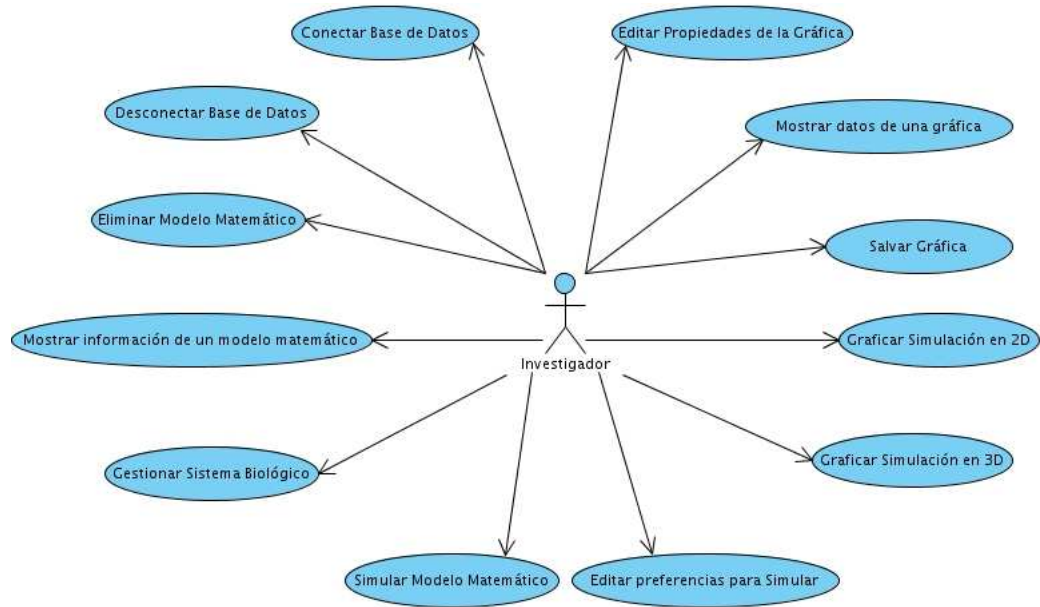 Conectar Base de Datos
Editar Propiedades de la Gráfica
Desconectar Base de Datos
Mostrar datos de una gráfica
Eliminar Modelo Matemático
Salvar Gráfica
Mostrar información de un modelo matemático
Graficar Simulación en 2D
Investigador
Gestionar Sistema Biológico
Graficar Simulación en 3D
Simular Modelo Matemático
Editar preferencias para Simular